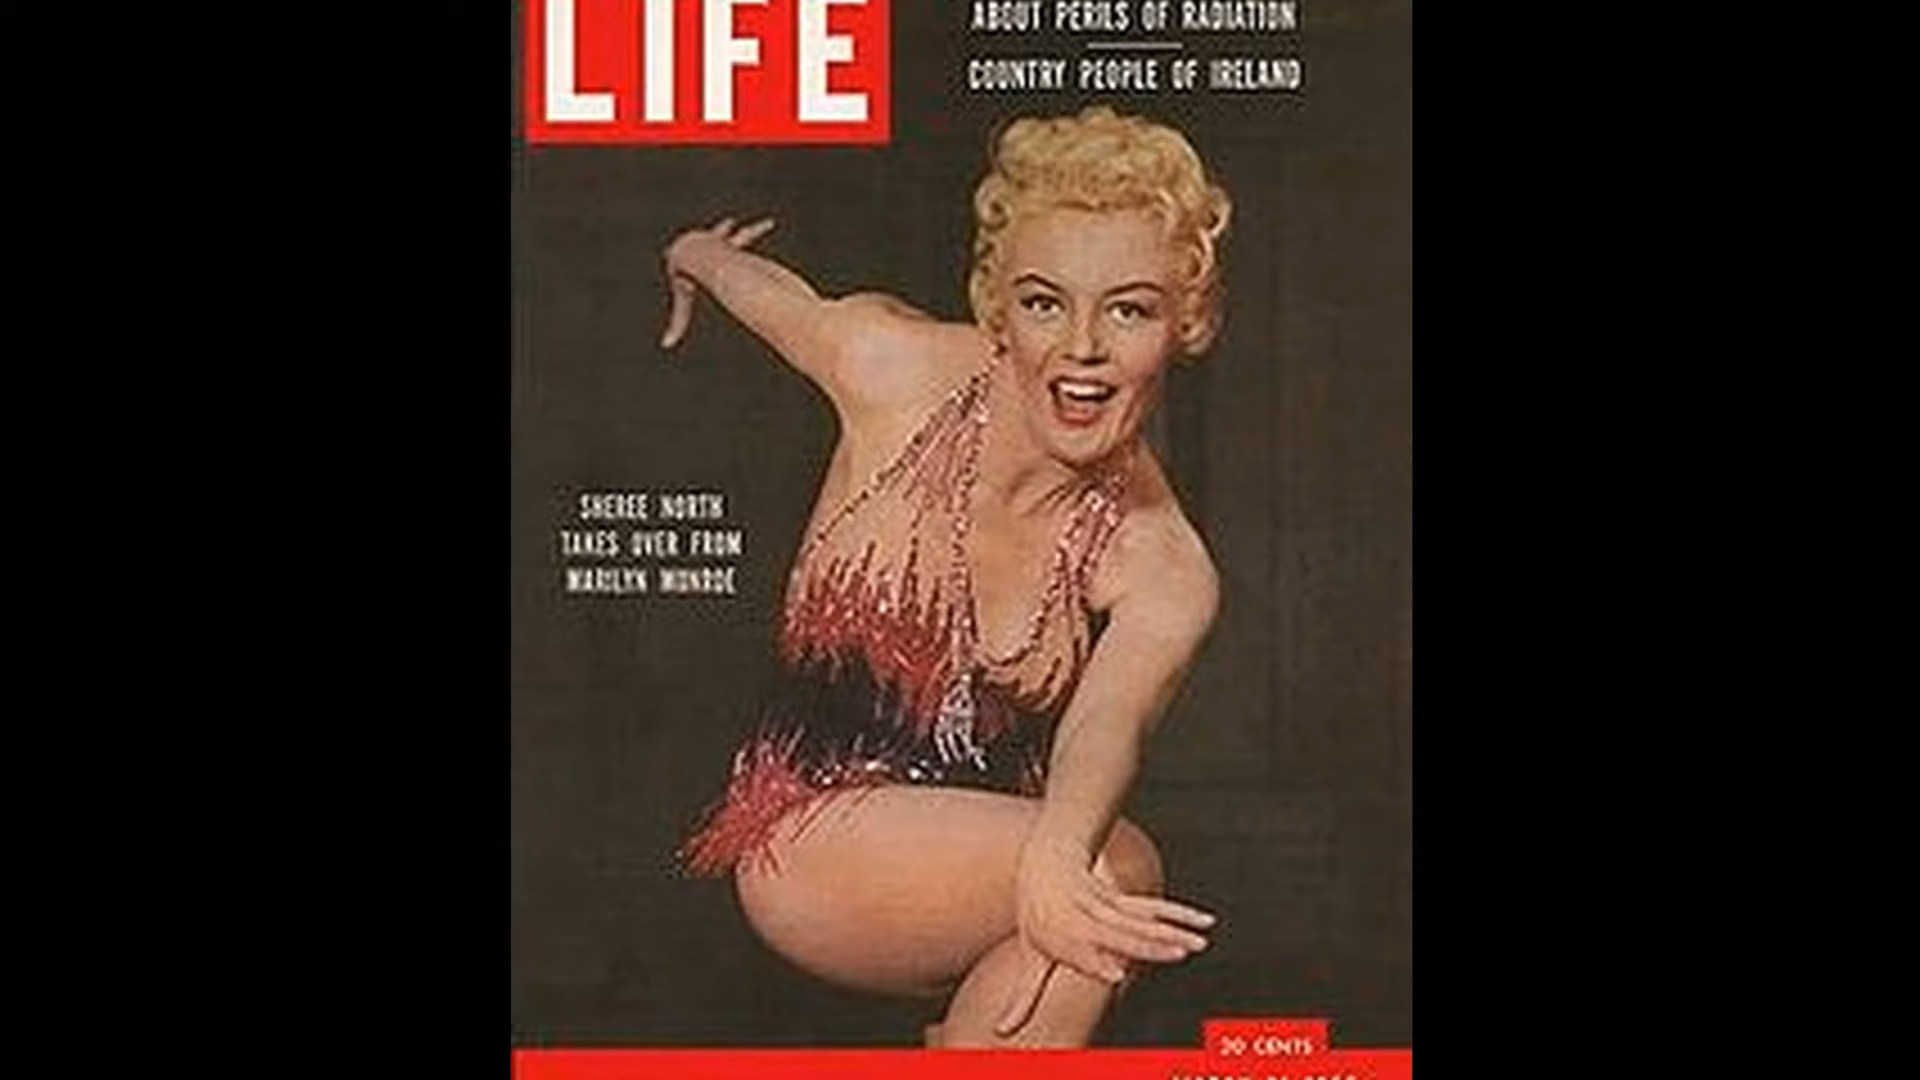 LIFE
ABOUT PERILS OF RADIATION
COUNTRY PEOPLE OF IRELAND
SHEREE NORTH
TAKES OVER FROM
MARILYN MONROE
20 CENTS